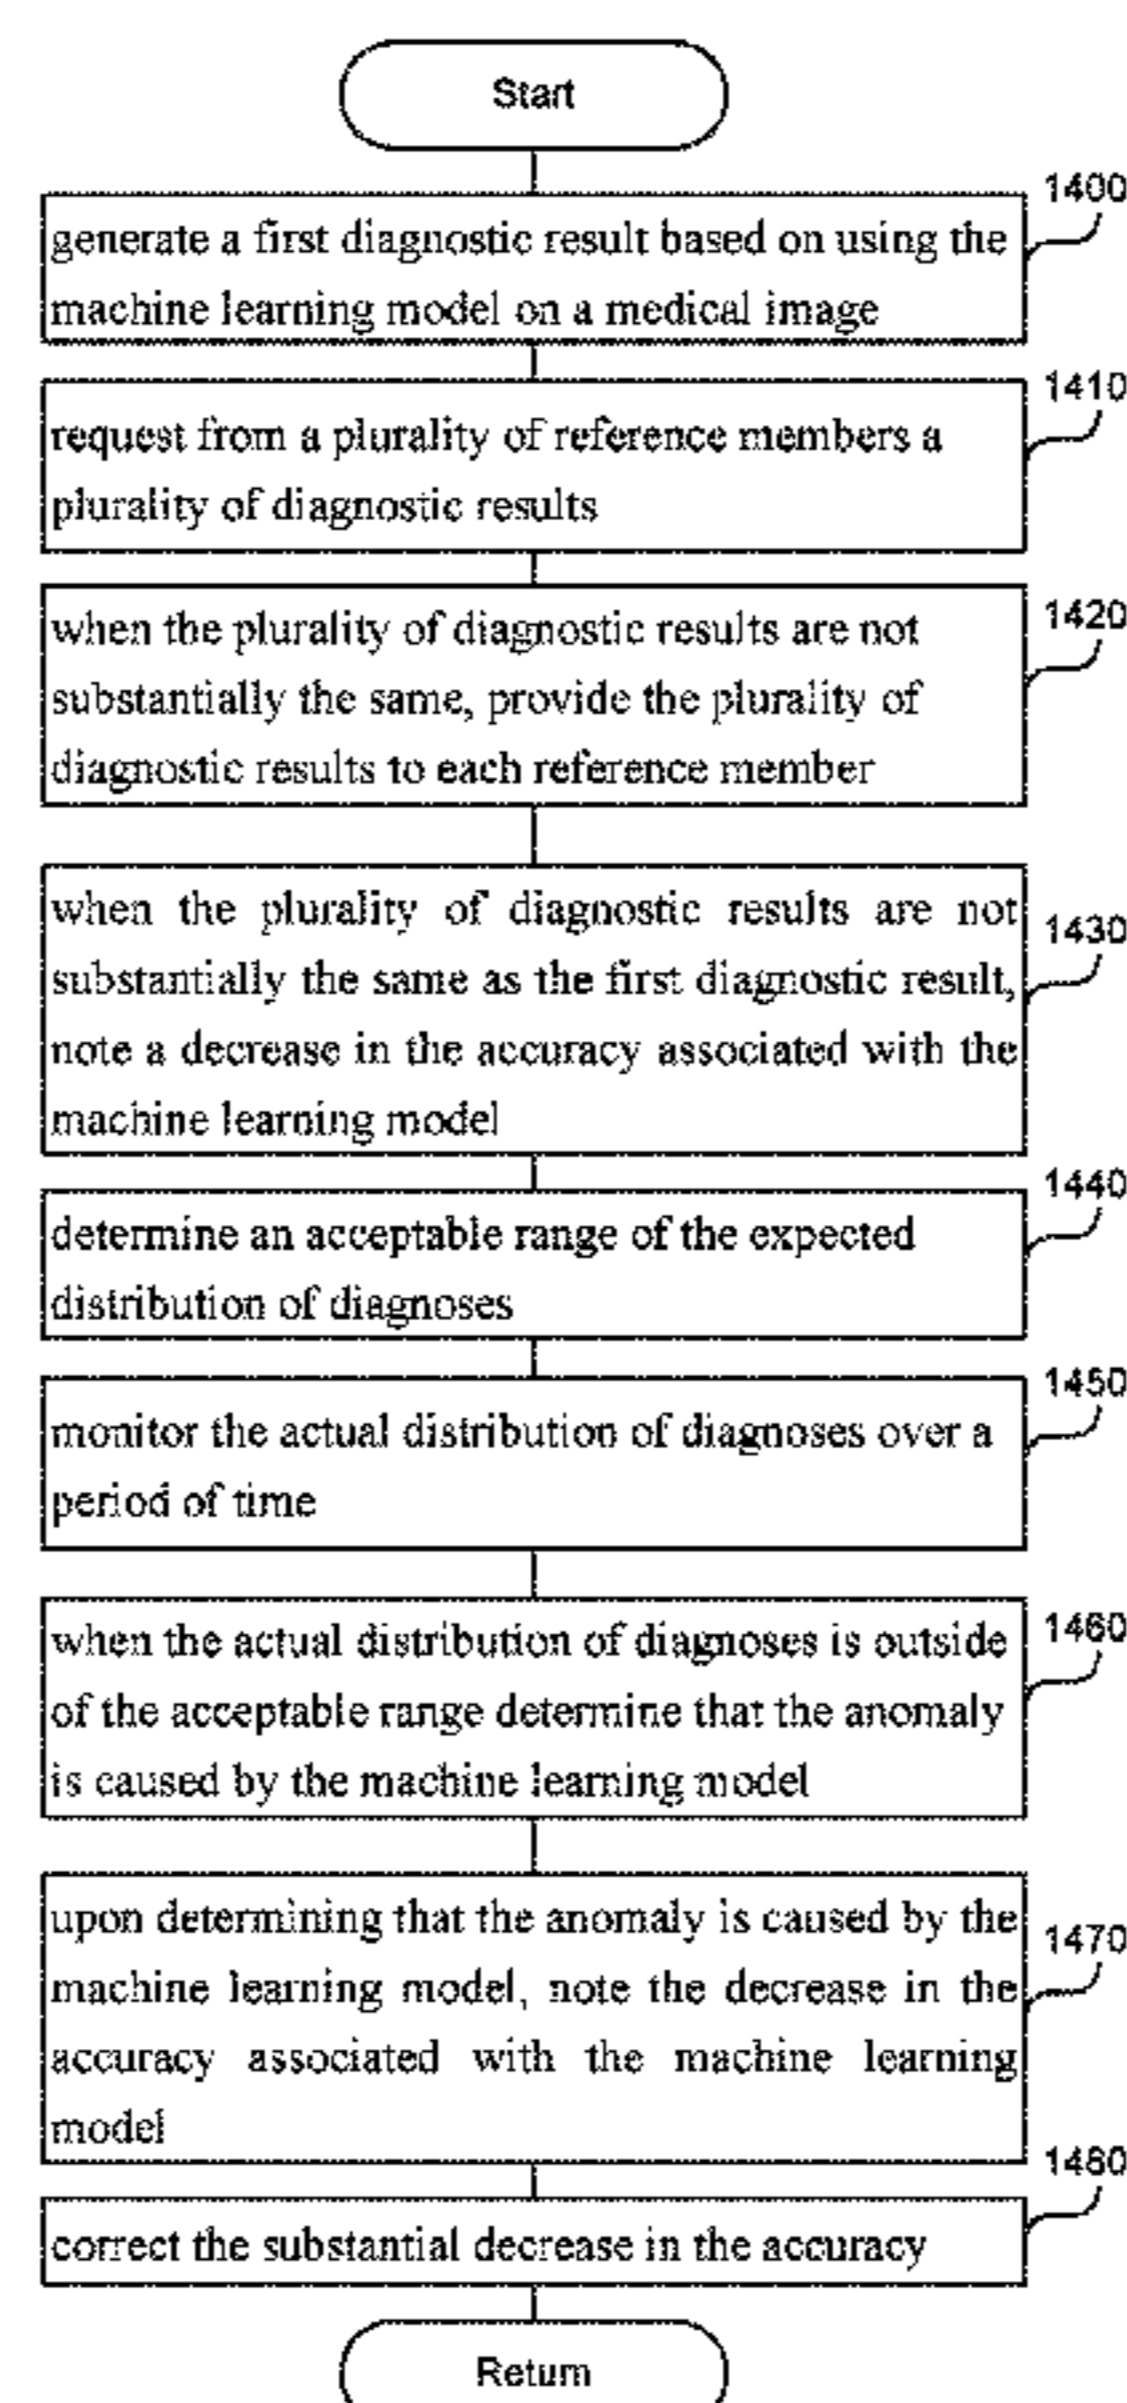 Start
1400
generate a first diagnostic result based on using the
machine learning model on a medical image
1410
request from a plurality of reference members a
plurality of diagnostic results
1420
when the plurality of diagnostic results are not
substantially the same, provide the plurality of
diagnostic results to each reference member
1430
when the plurality of diagnostic results are not
substantially the same as the first diagnostic result,
note a decrease in the accuracy associated with the
machine learning model
1440
determine an acceptable range of the expected
distribution of diagnoses
1450
monitor the actual distribution of diagnoses over a
period of time
1460
when the actual distribution of diagnoses is outside
of the acceptable range determine that the anomaly
is caused by the machine learning model
1470
upon determining that the anomaly is caused by the
machine learning model, note the decrease in the
accuracy associated with the machine learning
model
1480
correct the substantial decrease in the accuracy
Return